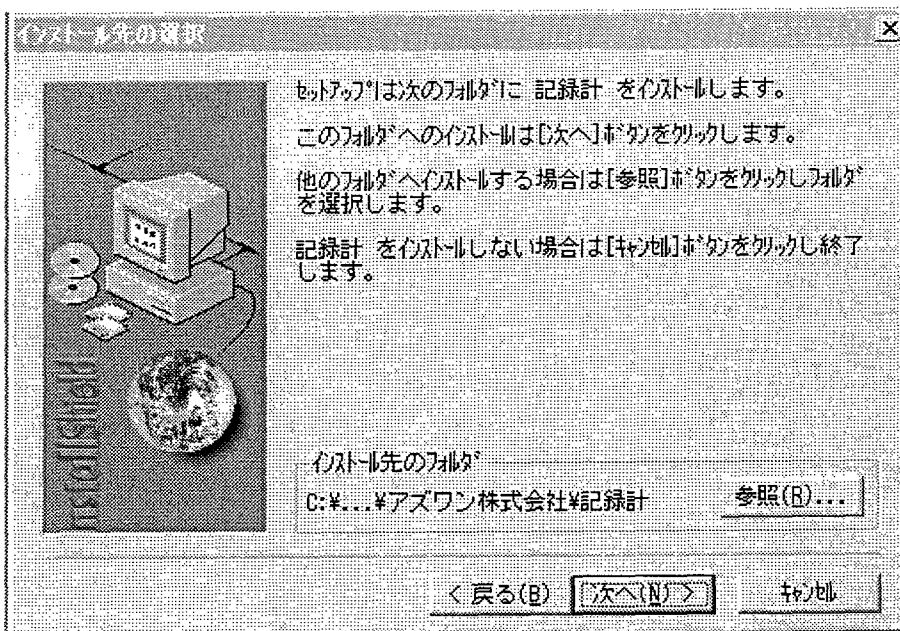 インストール先の選択
ｾｯﾄｱｯﾌﾟは次のﾌｫﾙﾀﾞに 記録計 をｲﾝｽﾄｰﾙします。
このﾌｫﾙﾀﾞへのｲﾝｽﾄｰﾙは[次へ]ﾎﾞﾀﾝをｸﾘｯｸします。
他のﾌｫﾙﾀﾞへｲﾝｽﾄｰﾙする場合は[参照]ﾎﾞﾀﾝをｸﾘｯｸしﾌｫﾙﾀﾞ
を選択します。
記録計 をｲﾝｽﾄｰﾙしない場合は[ｷｬﾝｾﾙ]ﾎﾞﾀﾝをｸﾘｯｸし終了
します。
InstallShield
ｲﾝｽﾄｰﾙ先のﾌｫﾙﾀﾞ
C:¥...¥アズワン株式会社¥記録計
参照(R)...
< 戻る(B)
次へ(N) >
ｷｬﾝｾﾙ